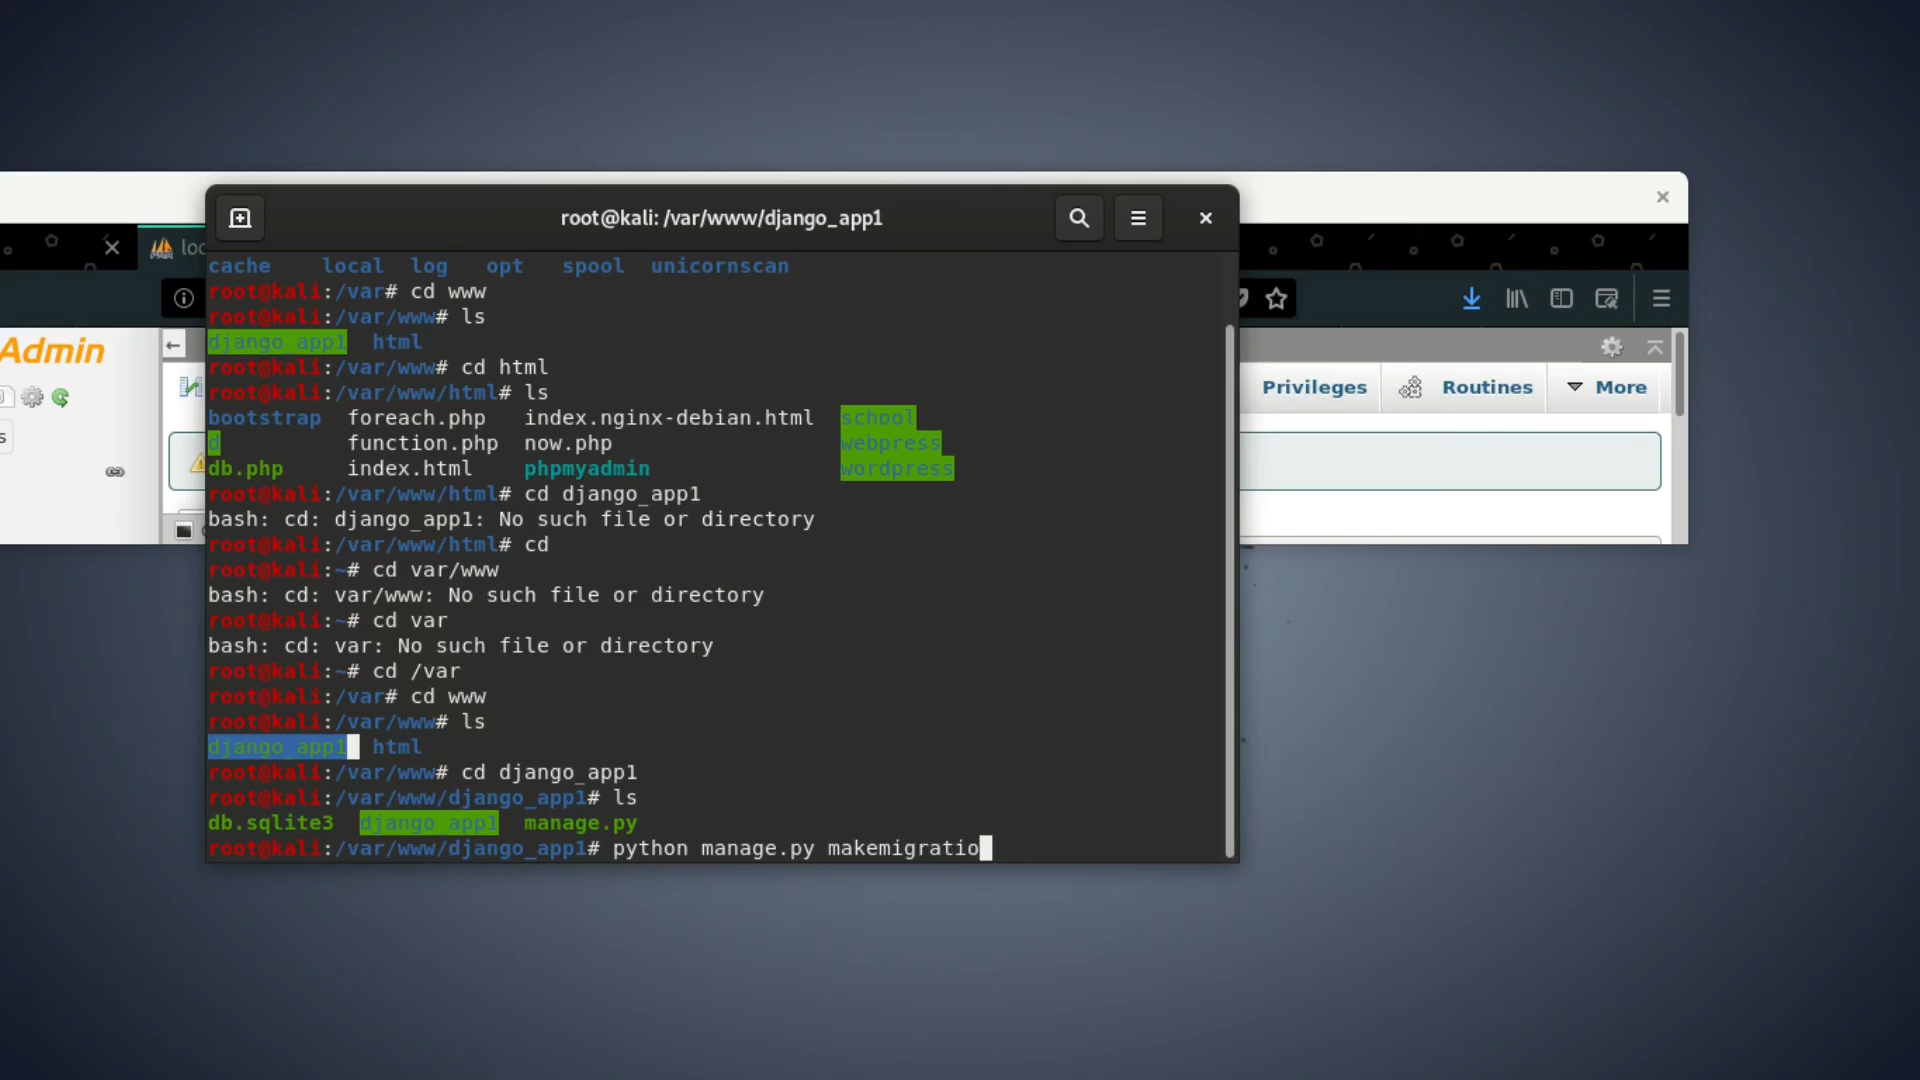 root@kali: /var/www/django_app1
loc
Admin
s
Privileges
Routines
More
cache local log opt spool unicornscan
root@kali:/var# cd www
root@kali:/var/www# ls
django_app1 html
root@kali:/var/www# cd html
root@kali:/var/www/html# ls
bootstrap foreach.php index.nginx-debian.html school
d function.php now.php webpress
db.php index.html phpmyadmin wordpress
root@kali:/var/www/html# cd django_app1
bash: cd: django_app1: No such file or directory
root@kali:/var/www/html# cd
root@kali:~# cd var/www
bash: cd: var/www: No such file or directory
root@kali:~# cd var
bash: cd: var: No such file or directory
root@kali:~# cd /var
root@kali:/var# cd www
root@kali:/var/www# ls
django_app1 html
root@kali:/var/www# cd django_app1
root@kali:/var/www/django_app1# ls
db.sqlite3 django_app1 manage.py
root@kali:/var/www/django_app1# python manage.py makemigratio